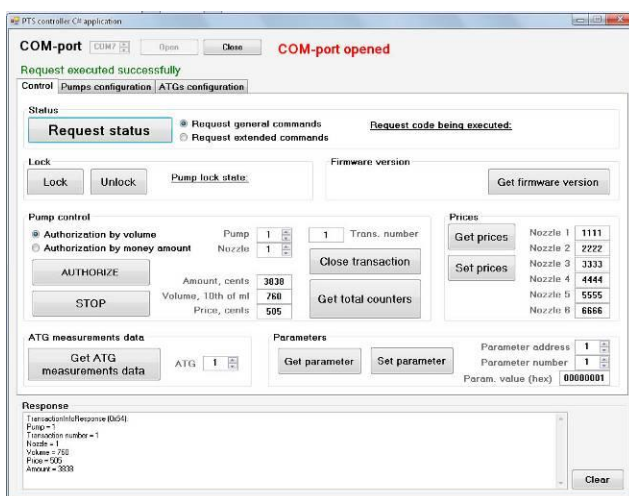 PTS controller C# application
COM-port COM7 Open Close COM-port opened
Request executed successfully
Control Pumps configuration ATGs configuration
Status
Request status
Request general commands
Request extended commands
Request code being executed:
Lock
Lock Unlock Pump lock state:
Firmware version
Get firmware version
Pump control
Authorization by volume
Authorization by money amount
Pump 1
Nozzle 1
1 Trans. number
AUTHORIZE
STOP
Amount, cents 3838
Volume, 10th of ml 760
Price, cents 505
Close transaction
Get total counters
Prices
Get prices
Set prices
Nozzle 1 1111
Nozzle 2 2222
Nozzle 3 3333
Nozzle 4 4444
Nozzle 5 5555
Nozzle 6 6666
ATG measurements data
Get ATG
measurements data
ATG 1
Parameters
Get parameter Set parameter
Parameter address 1
Parameter number 1
Param. value (hex) 00000001
Response
TransactionInfoResponse (0x54):
Pump = 1
Transaction number = 1
Nozzle = 1
Volume = 760
Price = 505
Amount = 3838
Clear